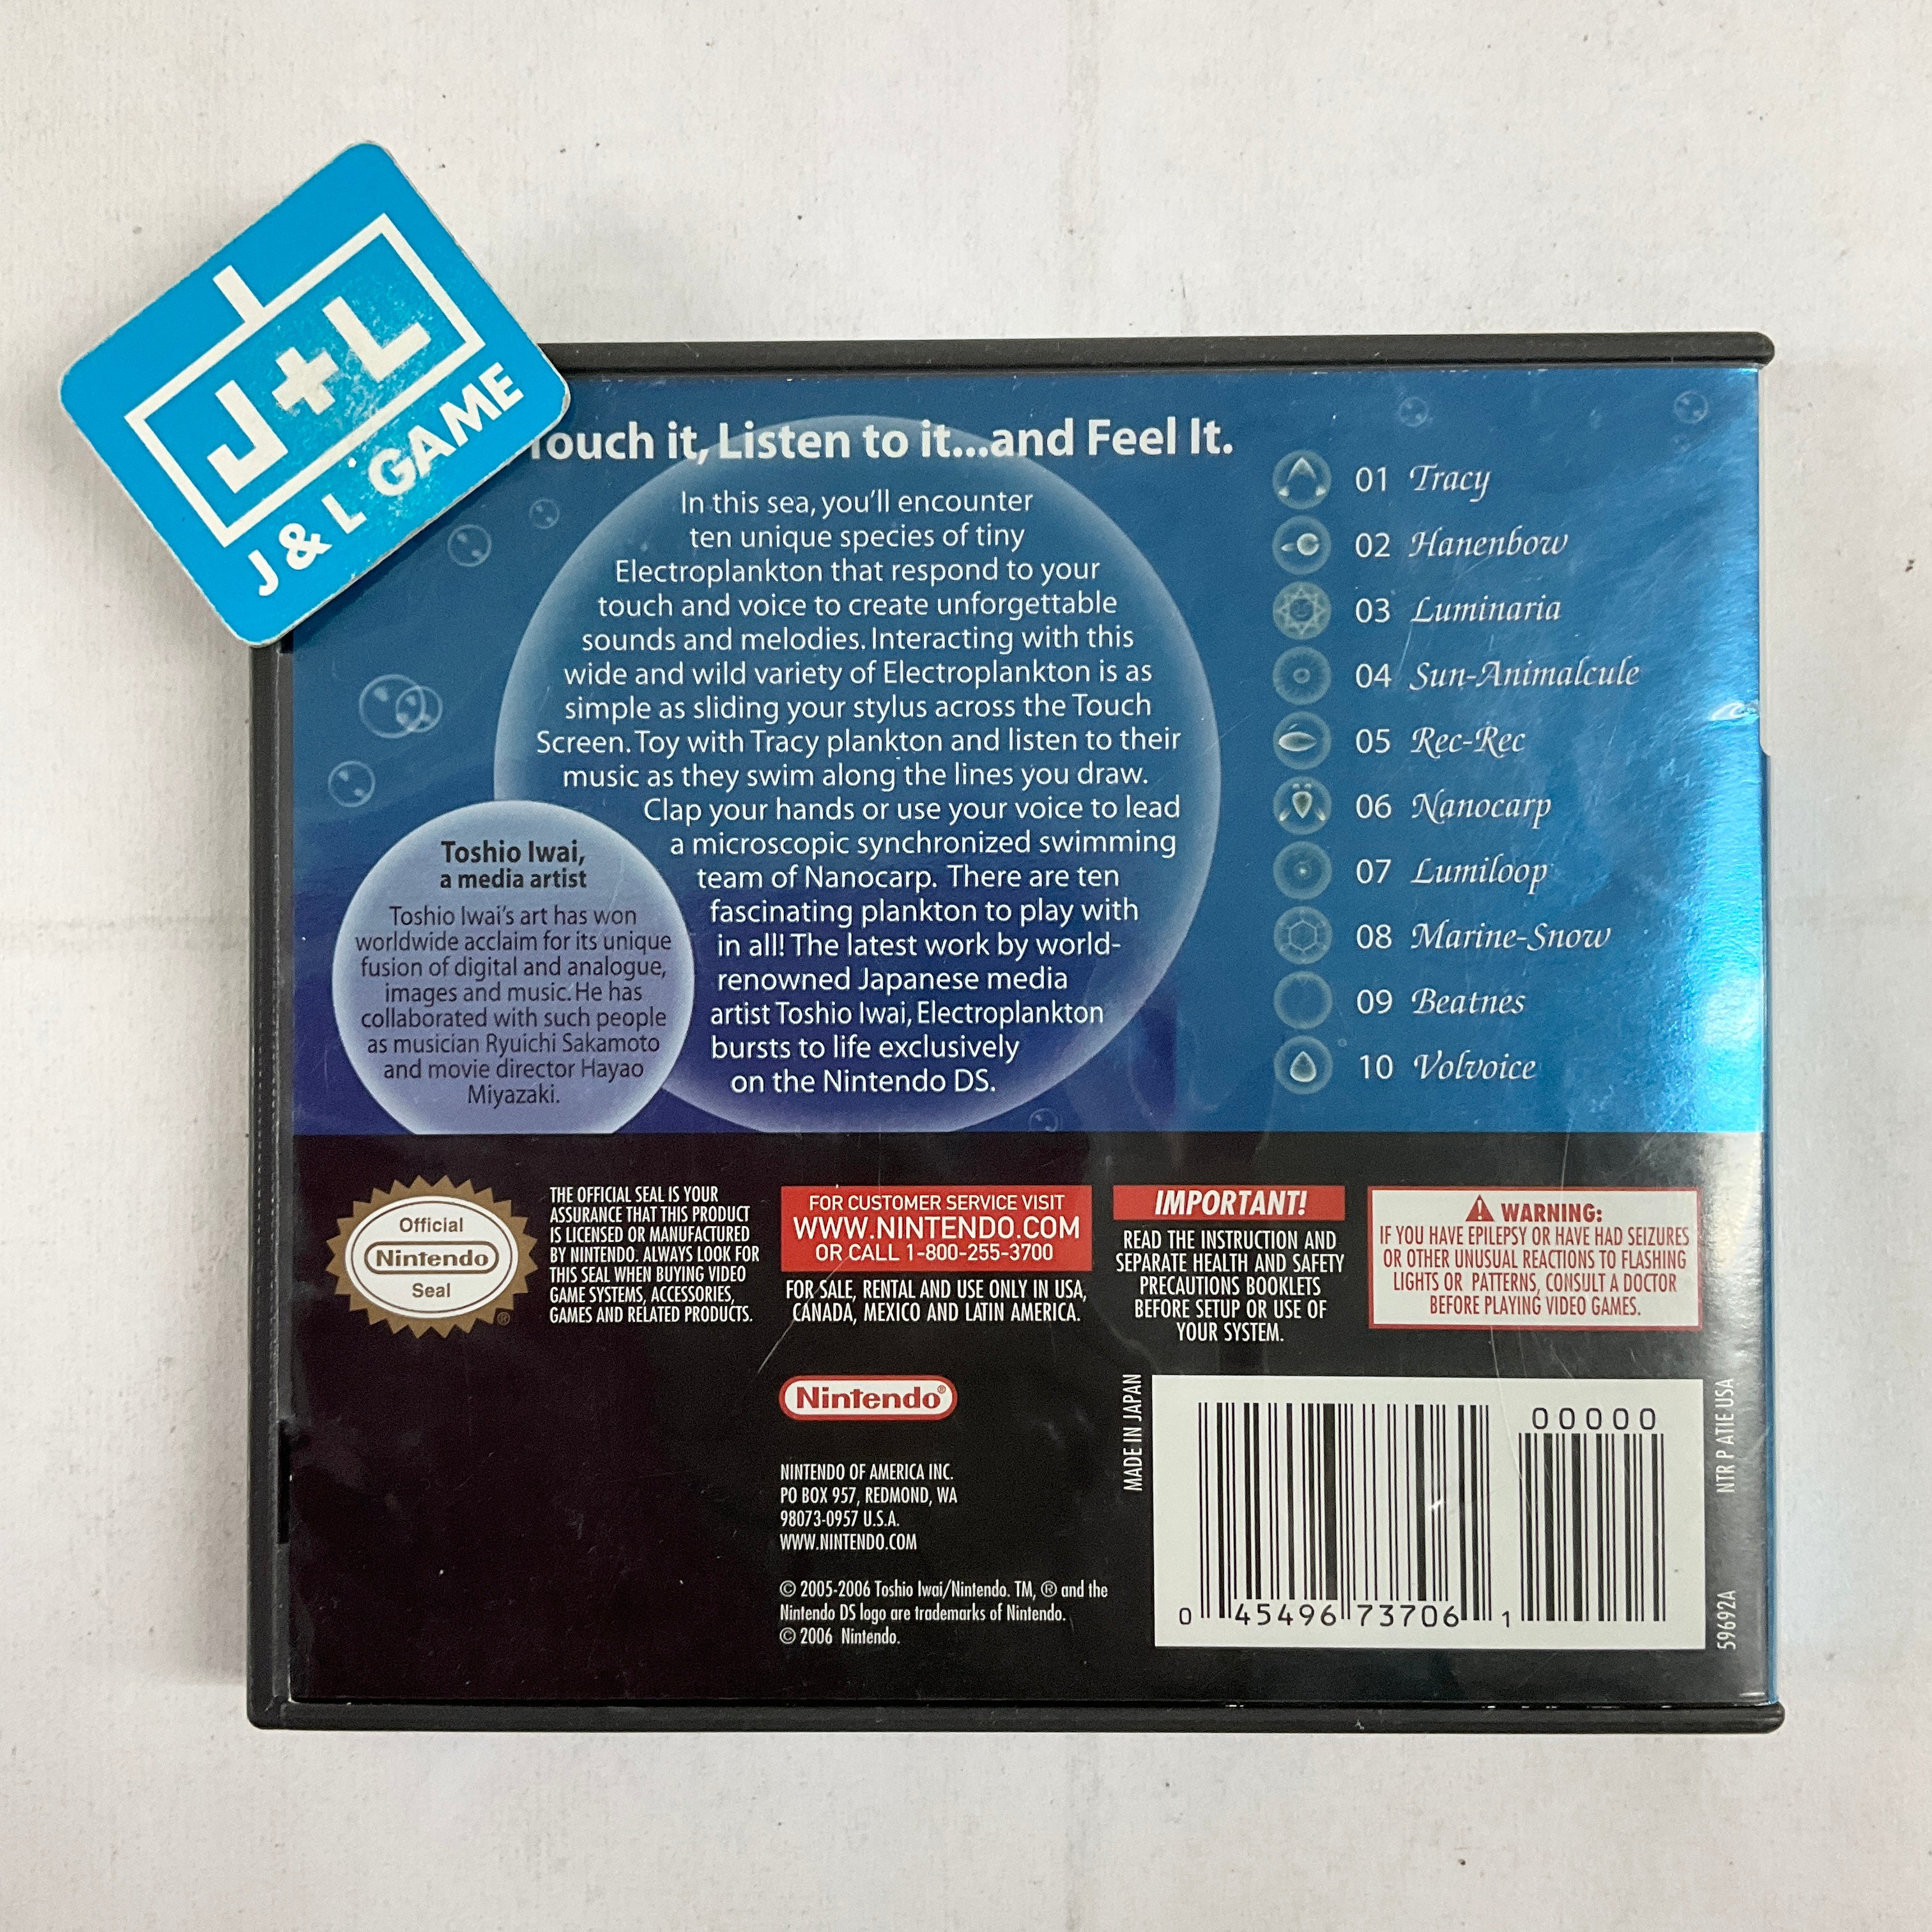 J+L
J & L GAME
Touch it, Listen to it...and Feel It.
In this sea, you'll encounter
ten unique species of tiny
Electroplankton that respond to your
touch and voice to create unforgettable
sounds and melodies. Interacting with this
wide and wild variety of Electroplankton is as
simple as sliding your stylus across the Touch
Screen. Toy with Tracy plankton and listen to their
music as they swim along the lines you draw.
Clap your hands or use your voice to lead
a microscopic synchronized swimming
team of Nanocarp. There are ten
fascinating plankton to play with
in all! The latest work by world-
renowned Japanese media
artist Toshio Iwai, Electroplankton
bursts to life exclusively
on the Nintendo DS.
Toshio Iwai,
a media artist
Toshio Iwai's art has won
worldwide acclaim for its unique
fusion of digital and analogue,
images and music. He has
collaborated with such people
as musician Ryuichi Sakamoto
and movie director Hayao
Miyazaki.
01 Tracy
02 Hanenbow
03 Luminaria
04 Sun-Animalcule
05 Rec-Rec
06 Nanocarp
07 Lumiloop
08 Marine-Snow
09 Beatnes
10 Volvoice
Official
Nintendo
Seal
®
THE OFFICIAL SEAL IS YOUR
ASSURANCE THAT THIS PRODUCT
IS LICENSED OR MANUFACTURED
BY NINTENDO. ALWAYS LOOK FOR
THIS SEAL WHEN BUYING VIDEO
GAME SYSTEMS, ACCESSORIES,
GAMES AND RELATED PRODUCTS.
FOR CUSTOMER SERVICE VISIT
WWW.NINTENDO.COM
OR CALL 1-800-255-3700
FOR SALE, RENTAL AND USE ONLY IN USA,
CANADA, MEXICO AND LATIN AMERICA.
IMPORTANT!
READ THE INSTRUCTION AND
SEPARATE HEALTH AND SAFETY
PRECAUTIONS BOOKLETS
BEFORE SETUP OR USE OF
YOUR SYSTEM.
WARNING:
IF YOU HAVE EPILEPSY OR HAVE HAD SEIZURES
OR OTHER UNUSUAL REACTIONS TO FLASHING
LIGHTS OR PATTERNS, CONSULT A DOCTOR
BEFORE PLAYING VIDEO GAMES.
Nintendo®
NINTENDO OF AMERICA INC.
PO BOX 957, REDMOND, WA
98073-0957 U.S.A.
WWW.NINTENDO.COM
© 2005-2006 Toshio Iwai/Nintendo. TM, ® and the
Nintendo DS logo are trademarks of Nintendo.
© 2006 Nintendo.
MADE IN JAPAN
00000
0 45496 73706 1
NTR P ATIE USA
59692A